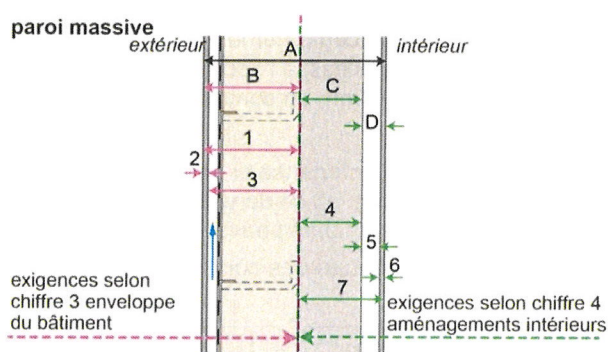 paroi massive
extérieur
intérieur
A
B
C
D
1
2
3
4
5
6
7
exigences selon
chiffre 3 enveloppe
du bâtiment
exigences selon chiffre 4
aménagements intérieurs